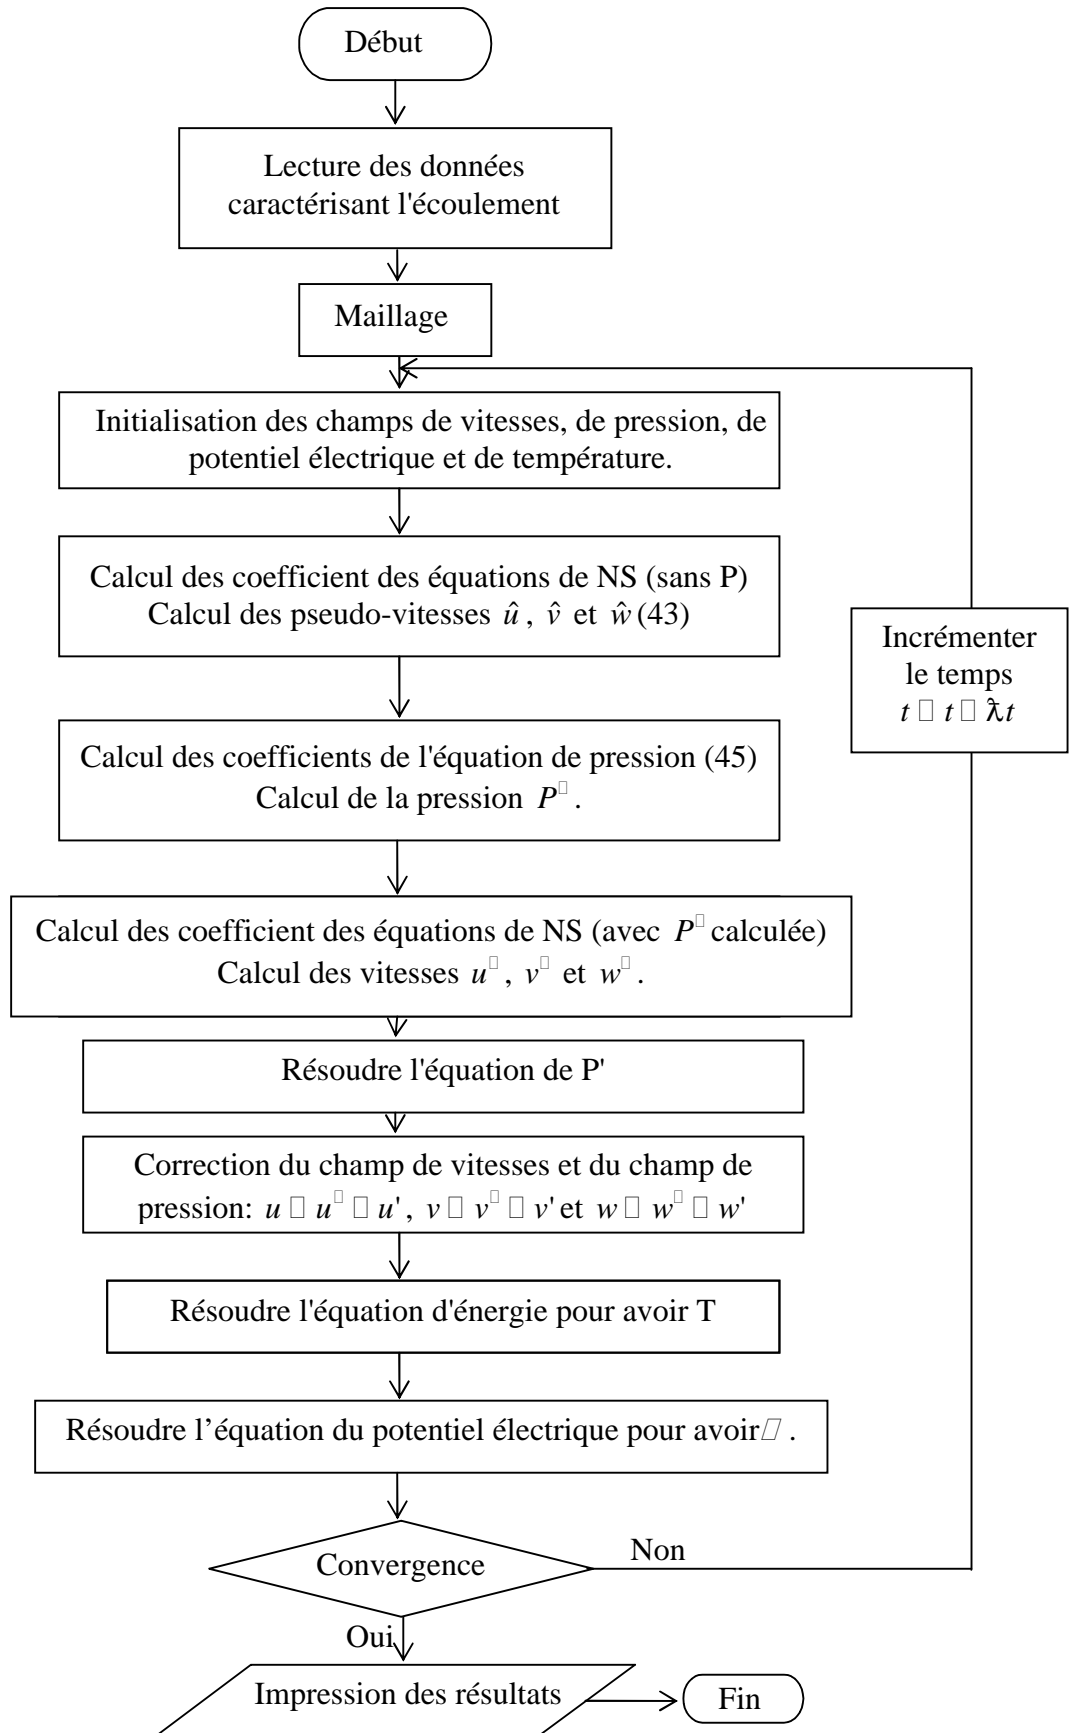 Début
Lecture des données
caractérisant l'écoulement
Maillage
Initialisation des champs de vitesses, de pression, de
potentiel électrique et de température.
Calcul des coefficient des équations de NS (sans P)
Calcul des pseudo-vitesses û, v̂ et ŵ (43)
Incrémenter
le temps
t □ t □ λ̂t
Calcul des coefficients de l'équation de pression (45)
Calcul de la pression P□.
Calcul des coefficient des équations de NS (avec P□ calculée)
Calcul des vitesses u□, v□ et w□.
Résoudre l'équation de P'
Correction du champ de vitesses et du champ de
pression: u □ u□ □ u', v □ v□ □ v' et w □ w□ □ w'
Résoudre l'équation d'énergie pour avoir T
Résoudre l’équation du potentiel électrique pour avoir □.
Convergence
Non
Oui
Impression des résultats
Fin